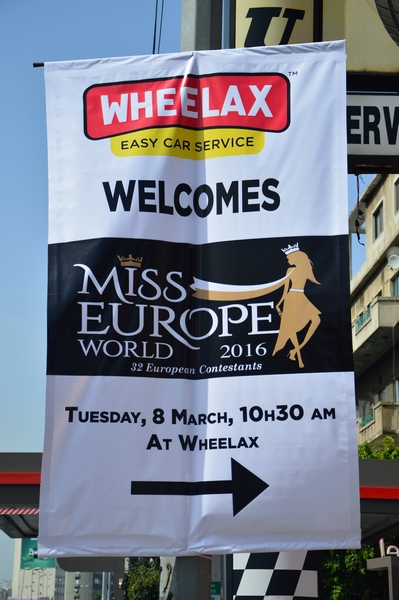 WHEELAX™
EASY CAR SERVICE
WELCOMES
MISS
EUROPE
WORLD 2016
32 European Contestants
TUESDAY, 8 MARCH, 10H30 AM
AT WHEELAX
U
ERV